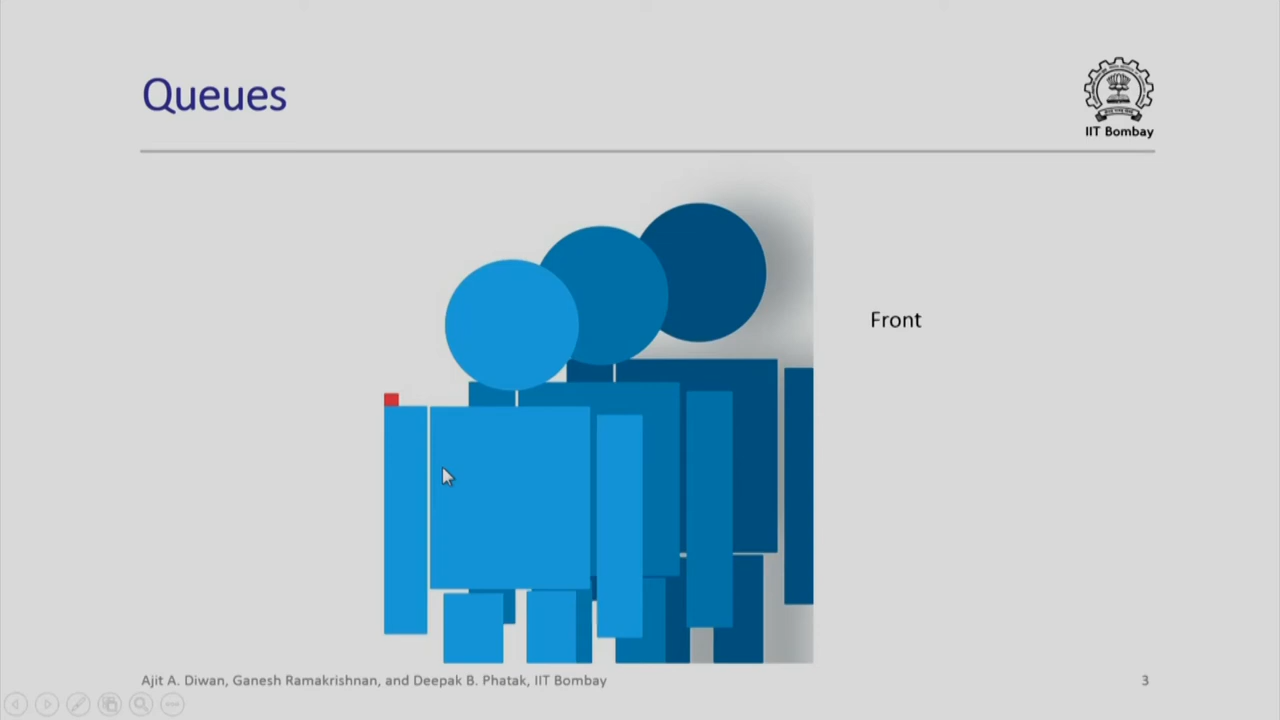 Queues
IIT Bombay
Front
Ajit A. Diwan, Ganesh Ramakrishnan, and Deepak B. Phatak, IIT Bombay
3